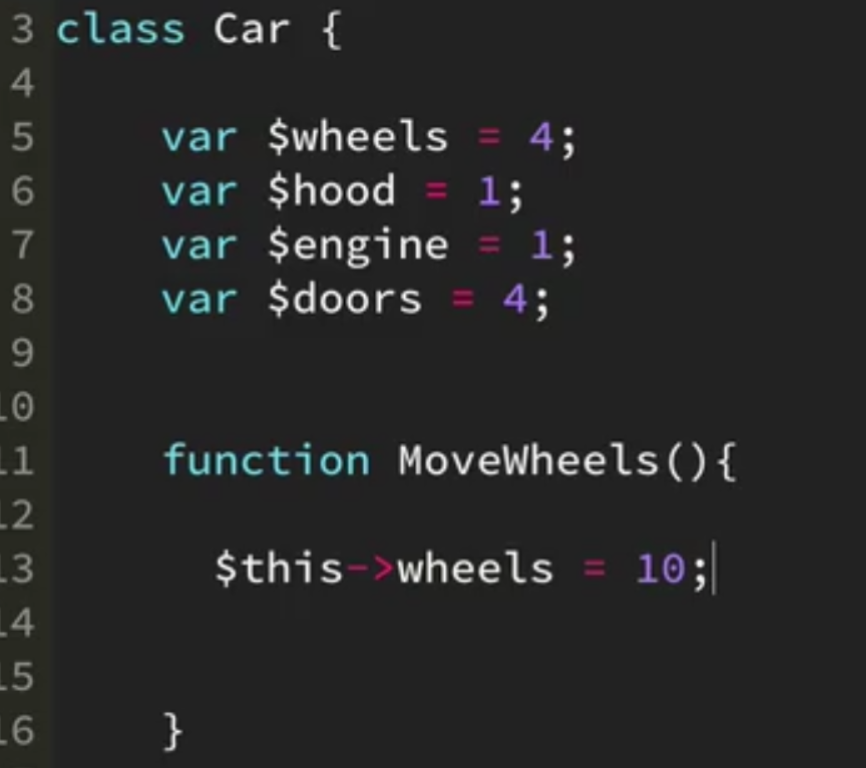 3 class Car {
4
5 var $wheels = 4;
6 var $hood = 1;
7 var $engine = 1;
8 var $doors = 4;
9
10
11 function MoveWheels(){
12
13 $this->wheels = 10;
14
15
16 }